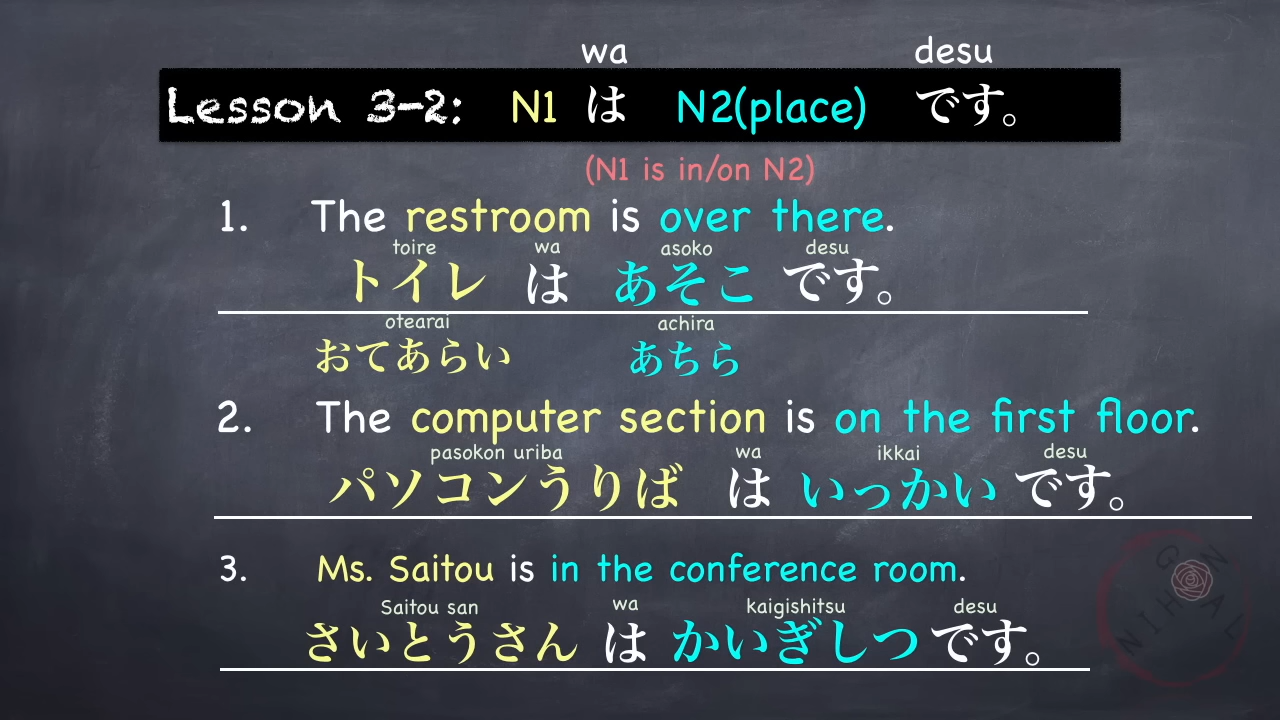 wa desu
Lesson 3-2: N1 は N2(place) です。
(N1 is in/on N2)
1. The restroom is over there.
toire wa asoko desu
トイレ は あそこ です。
otearai achira
おてあらい あちら
2. The computer section is on the first floor.
pasokon uriba wa ikkai desu
パソコンうりば は いっかい です。
3. Ms. Saitou is in the conference room.
Saitou san wa kaigishitsu desu
さいとうさん は かいぎしつ です。